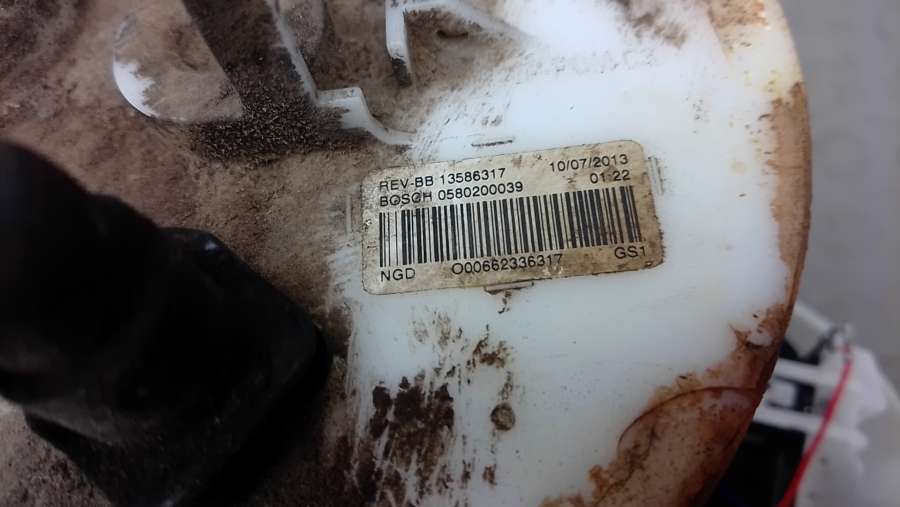 REV-BB 13586317 10/07/2013
BOSCH 0580200039 01:22
NGD O00662336317 GS1